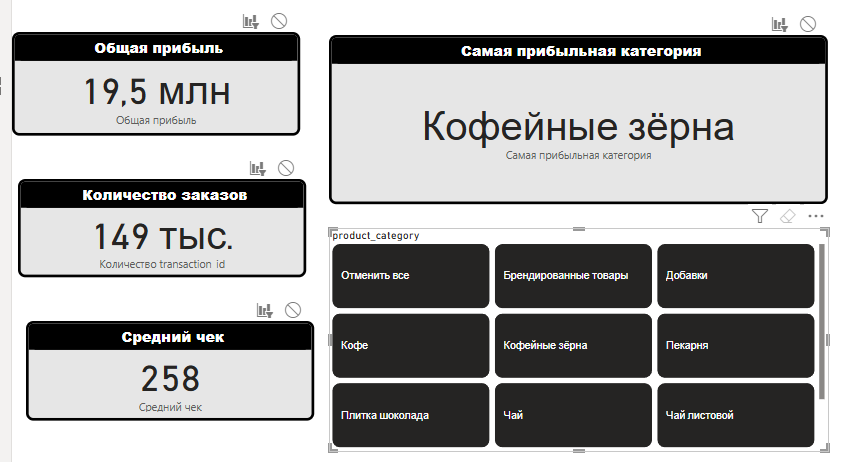 Общая прибыль
19,5 млн
Общая прибыль
Количество заказов
149 тыс.
Количество transaction_id
Средний чек
258
Средний чек
Самая прибыльная категория
Кофейные зёрна
Самая прибыльная категория
product_category
Отменить все
Брендированные товары
Добавки
Кофе
Кофейные зёрна
Пекарня
Плитка шоколада
Чай
Чай листовой